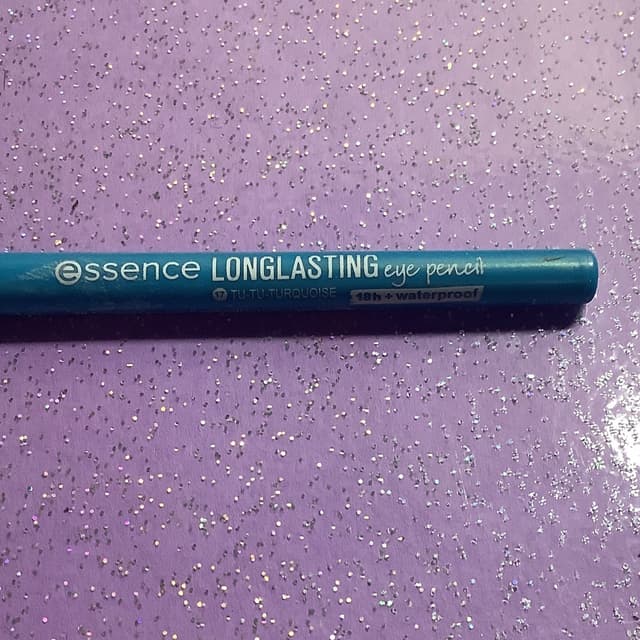 essence LONGLASTING eye pencil
17 TU-TU-TURQUOISE 18h + waterproof